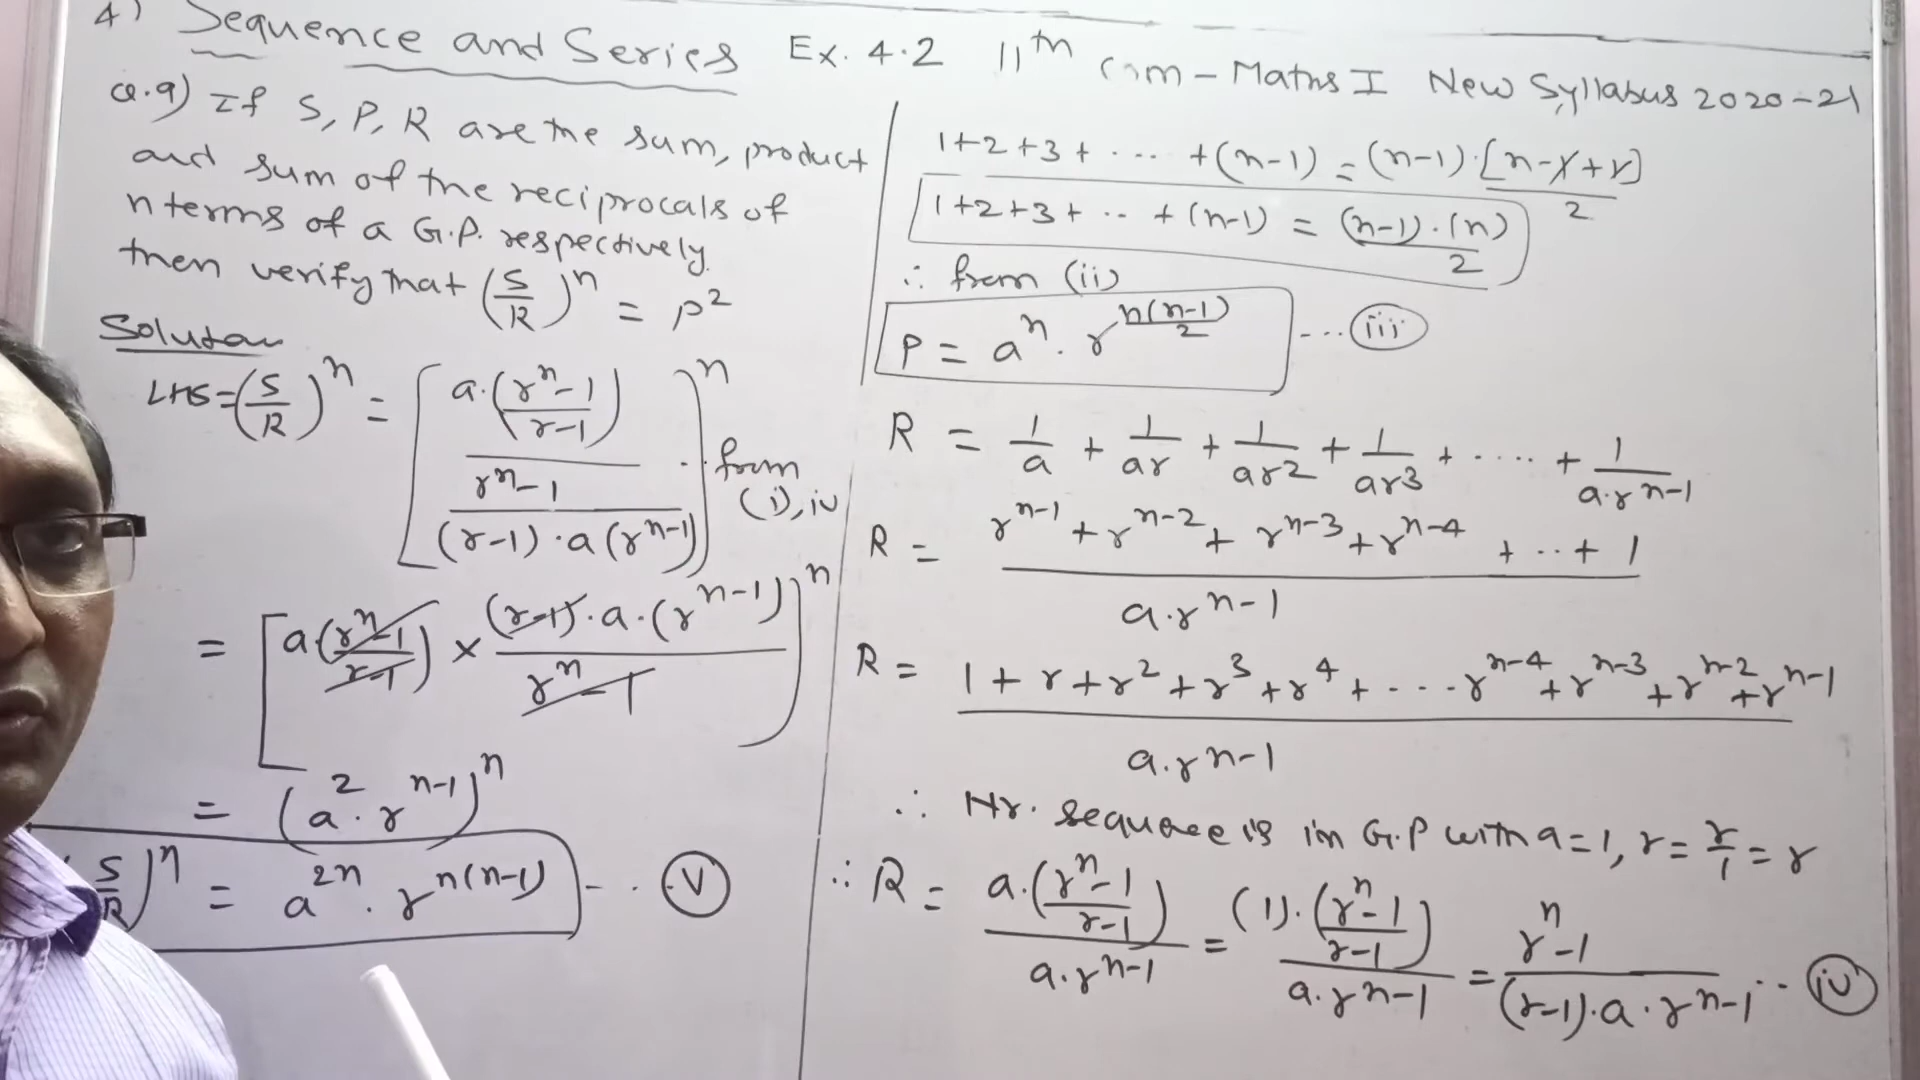 4) Sequence and Series Ex. 4.2 11th com - Maths I New Syllabus 2020-21
Q.9) If S, P, R are the sum, product
and sum of the reciprocals of
n terms of a G.P. respectively.
then verify that (S/R)^n = P^2
Solution
LHS = (S/R)^n = [a.((r^n-1)/(r-1)) / ((r^n-1)/((r-1).a(r^n-1)))]^n .. from (i), iv
= [a.((r^n-1)/(r-1)) × ((r-1).a.(r^n-1))/(r^n-1)]^n
= (a^2.r^n-1)^n
(S/R)^n = a^2n . r^n(n-1) -.. (v)
1+2+3+.... +(n-1) = (n-1).[n-1+1]/2
1+2+3+.. +(n-1) = (n-1).(n)/2
∴ from (ii)
P = a^n . r^(n(n-1)/2) -... (iii)
R = 1/a + 1/ar + 1/ar2 + 1/ar3 + .... + 1/a.r^n-1
R = (r^n-1 + r^n-2 + r^n-3 + r^n-4 + ..+ 1)/(a.r^n-1)
R = (1 + r + r^2 + r^3 + r^4 + -...r^n-4 + r^n-3 + r^n-2 + r^n-1)/(a.r^n-1)
∴ Nr. sequence is in G.P with a=1, r = r/1 = r
∴ R = a.((r^n-1)/(r-1))/(a.r^n-1) = (1).((r^n-1)/(r-1))/(a.r^n-1) = (r^n-1)/((r-1).a.r^n-1) .. (iv)